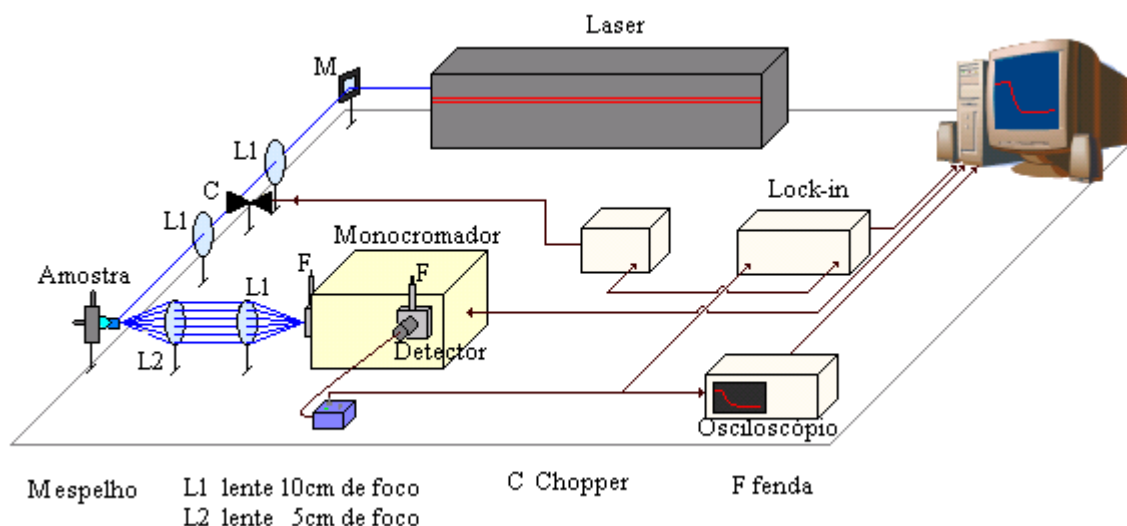 Laser
M
L1
C
Lock-in
L1
Monocromador
F
F
Amostra
L1
Detector
L2
Osciloscópio
M espelho
L1 lente 10cm de foco
C Chopper
F fenda
L2 lente 5cm de foco